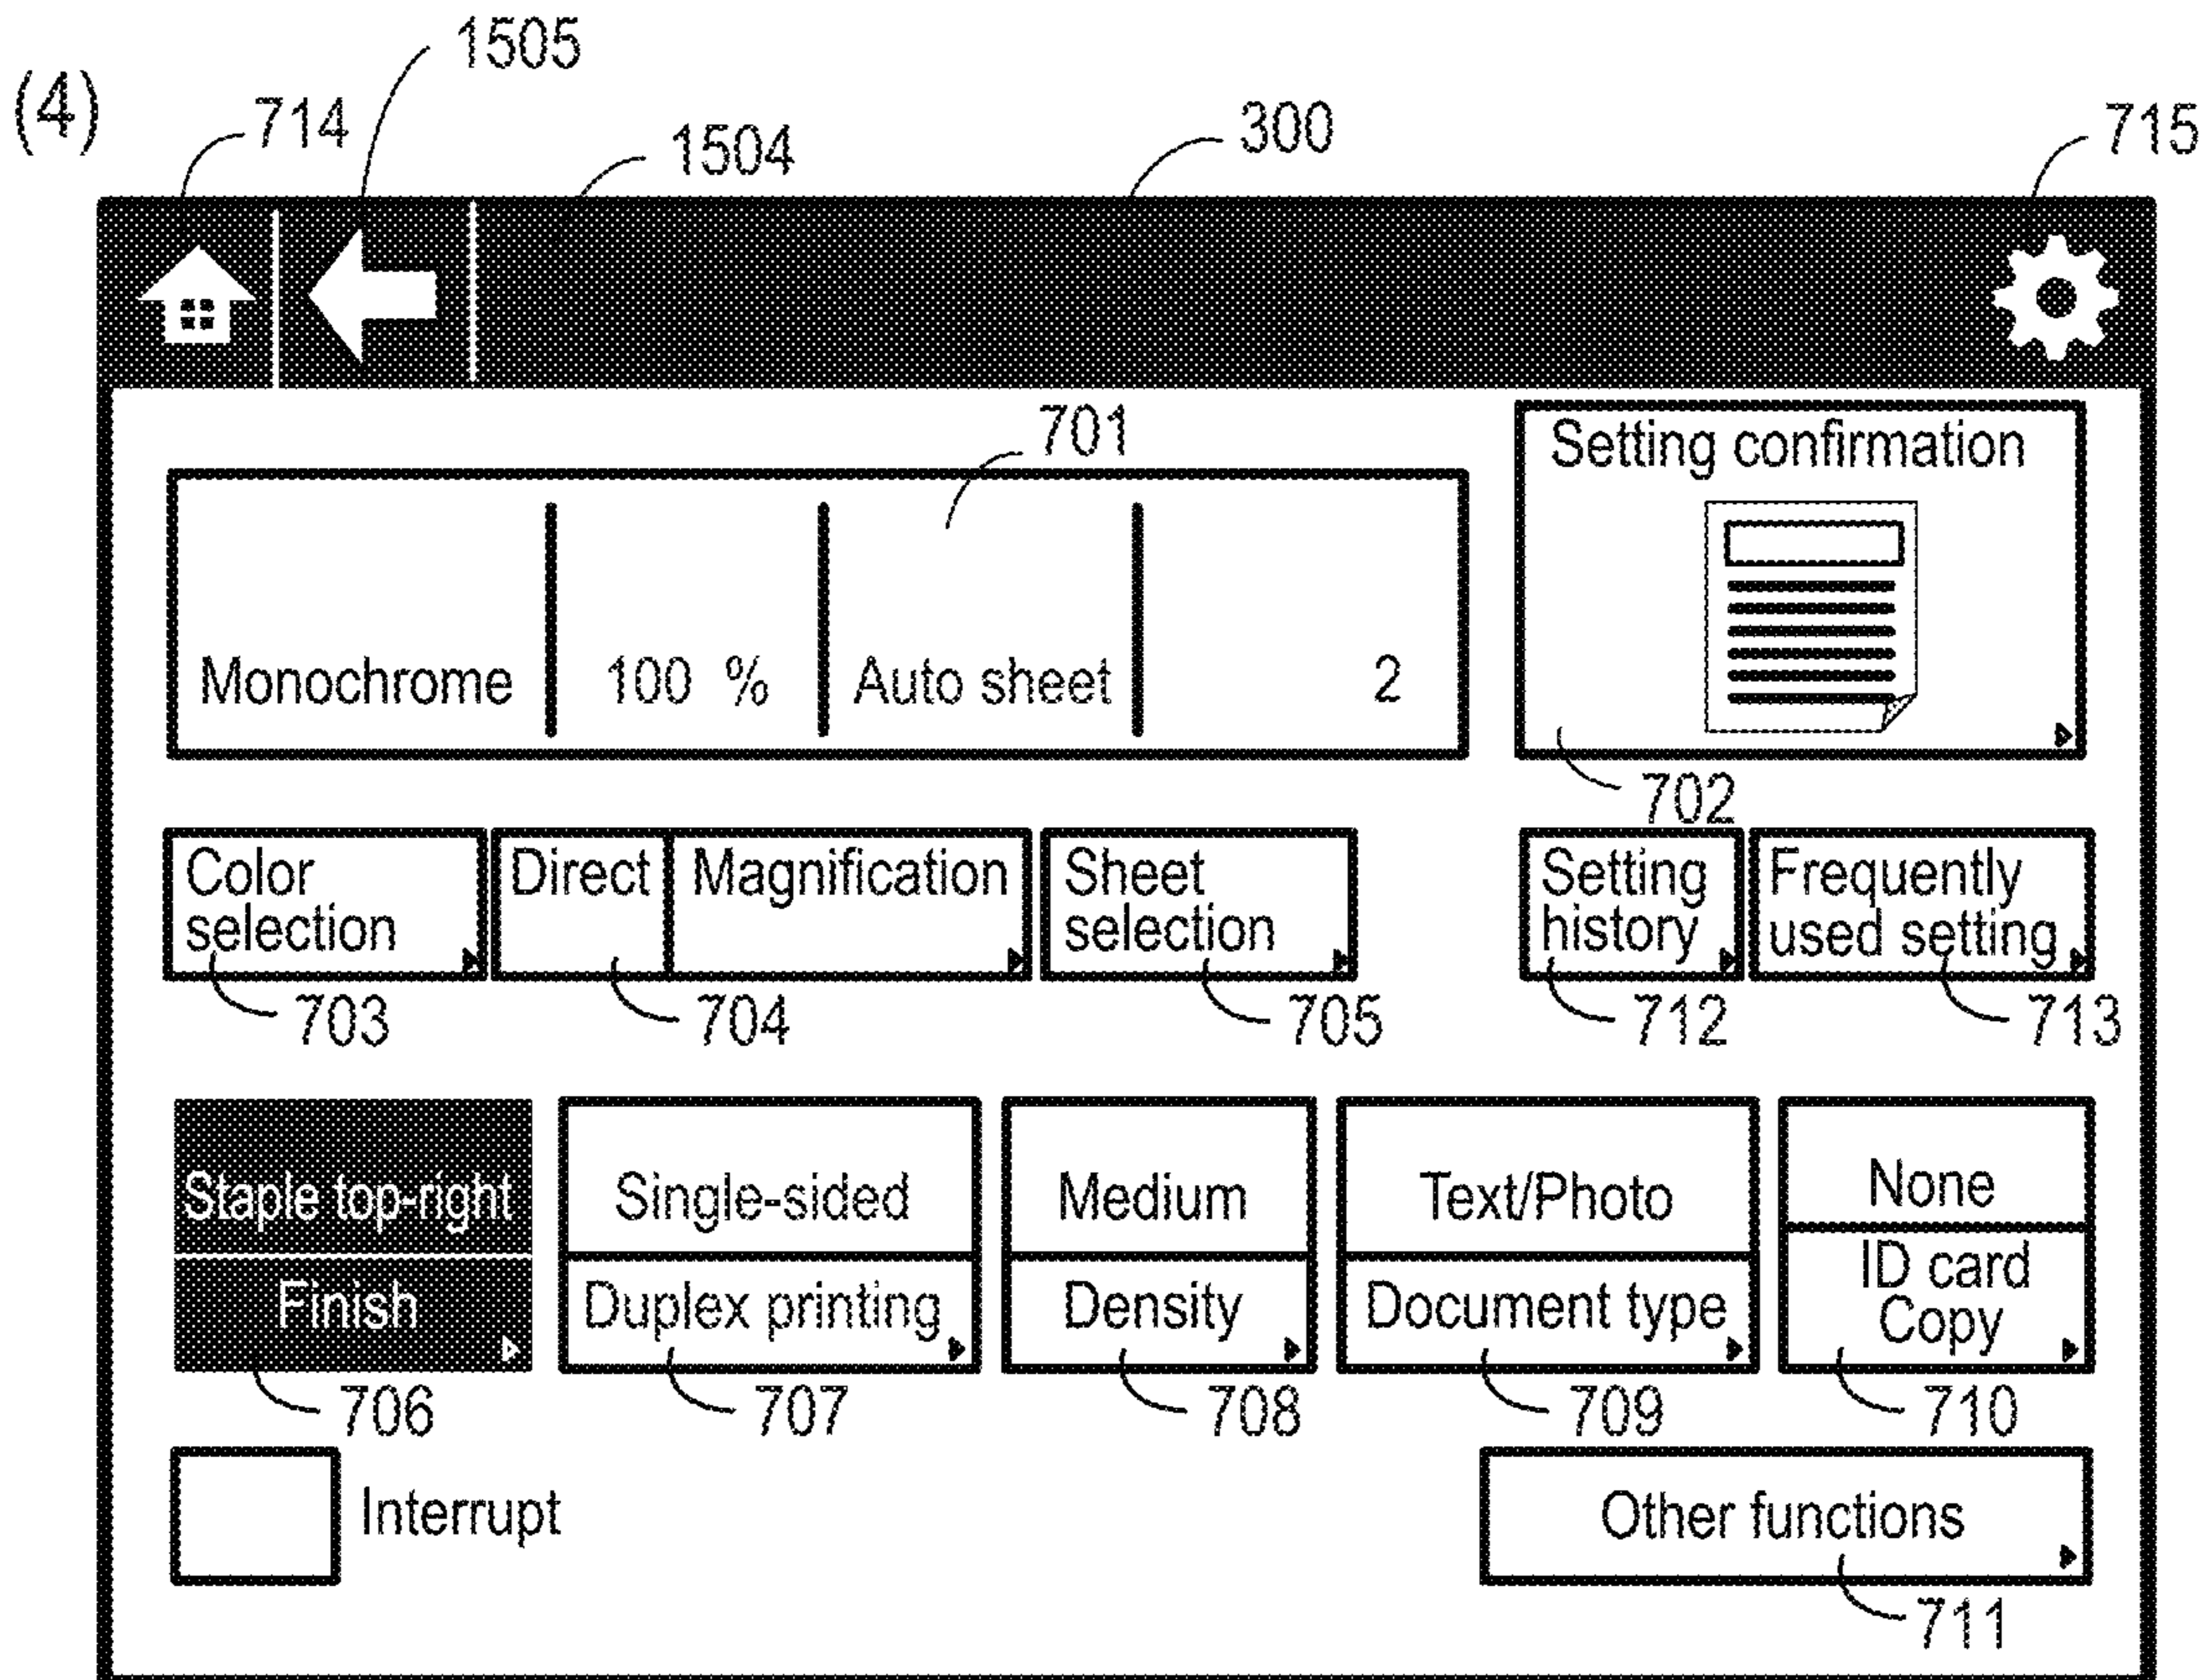 1505
(4)
714
1504
300
715
701
Setting confirmation
Monochrome
100 %
Auto sheet
2
702
Color
selection
Direct
Magnification
Sheet
selection
Setting
history
Frequently
used setting
703
704
705
712
713
Staple top-right
Finish
Single-sided
Duplex printing
Medium
Density
Text/Photo
Document type
None
ID card
Copy
706
707
708
709
710
Interrupt
Other functions
711